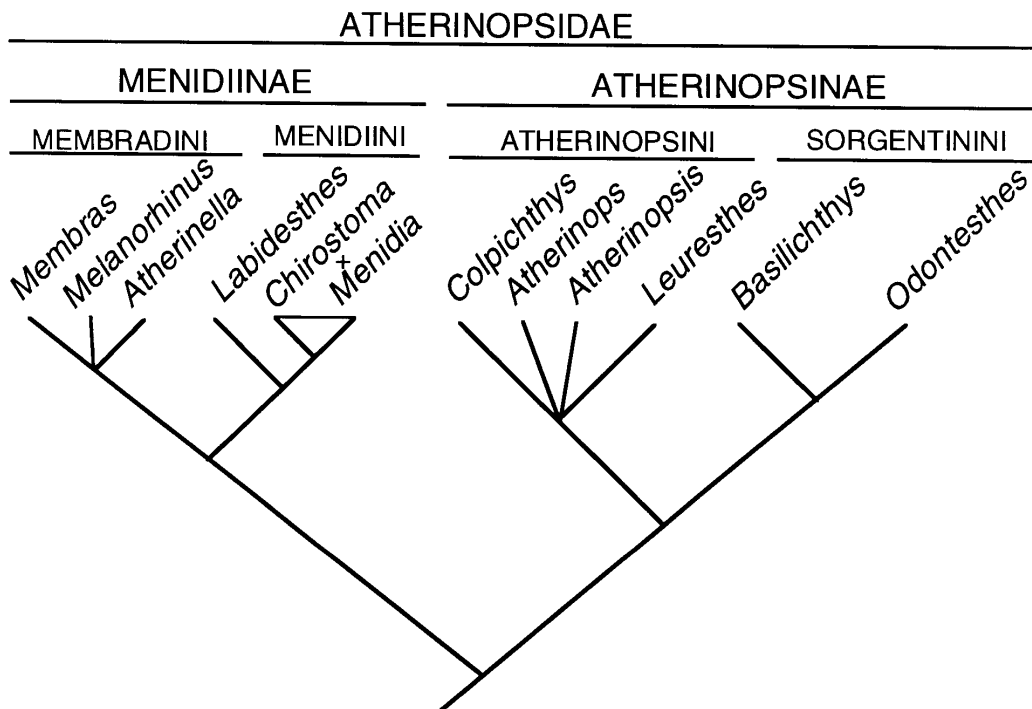 ATHERINOPSIDAE
MENIDIINAE ATHERINOPSINAE
MEMBRADINI MENIDIINI ATHERINOPSINI SORGENTININI
Membras Melanorhinus Atherinella Labidesthes Chirostoma + Menidia Colpichthys Atherinops Atherinopsis Leuresthes Basilichthys Odontesthes